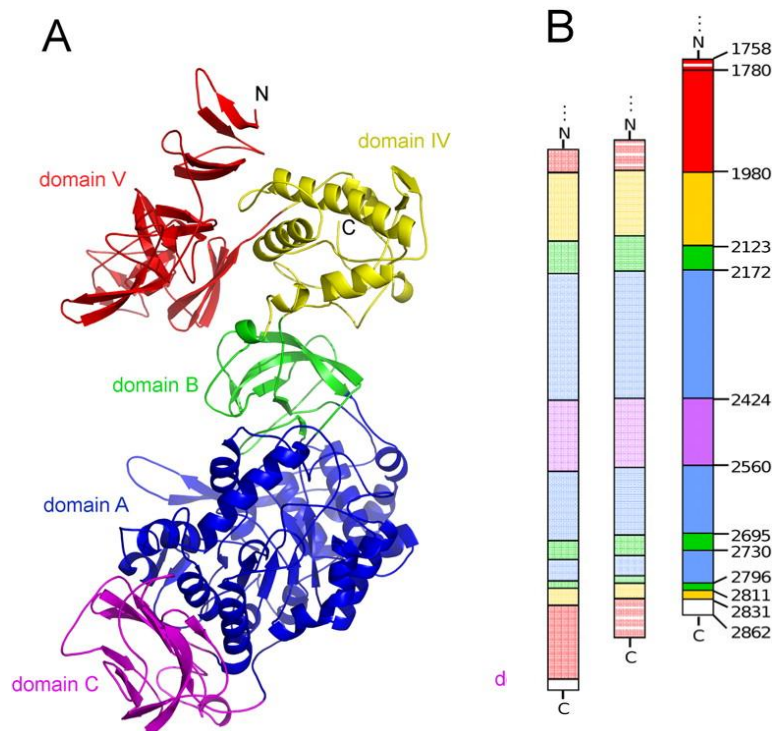 A
N
domain IV
domain V
C
domain B
domain A
domain C
B
N
N
N
1758
1780
1980
2123
2172
2424
2560
2695
2730
2796
2811
2831
2862
C
C
C
d